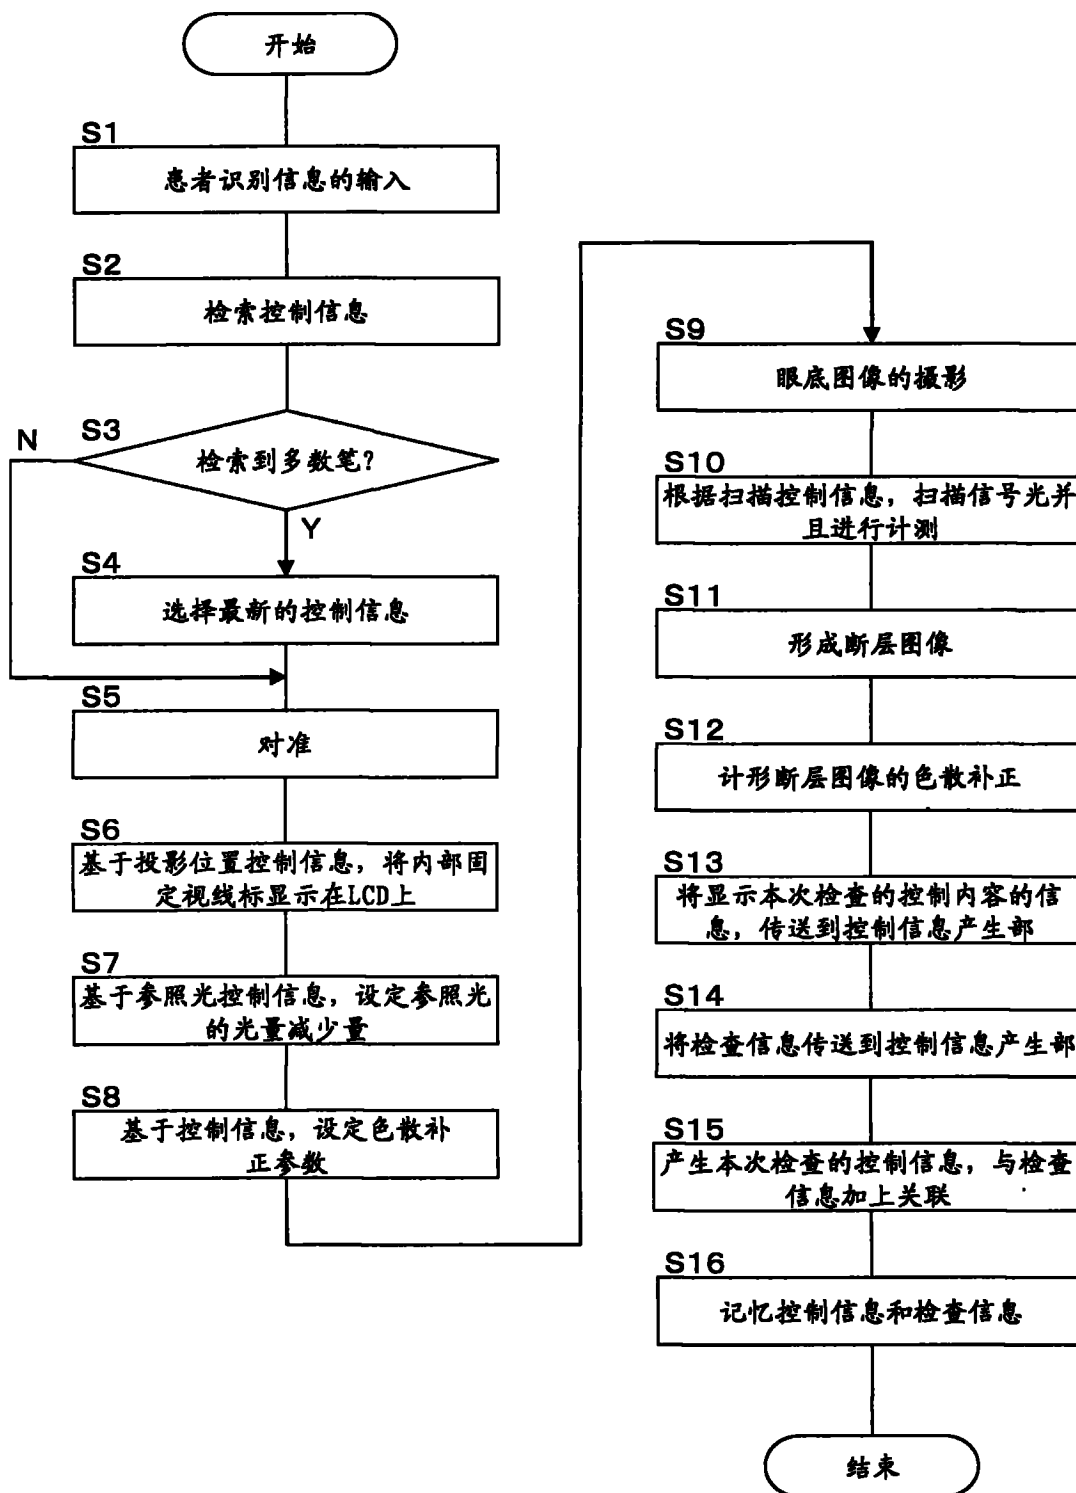 开始
S1
患者识别信息的输入
S2
检索控制信息
S3
N
检索到多数笔?
Y
S4
选择最新的控制信息
S5
对准
S6
基于投影位置控制信息，将内部固
定视线标显示在LCD上
S7
基于参照光控制信息，设定参照光
的光量减少量
S8
基于控制信息，设定色散补
正参数
S9
眼底图像的摄影
S10
根据扫描控制信息，扫描信号光并
且进行计测
S11
形成断层图像
S12
计形断层图像的色散补正
S13
将显示本次检查的控制内容的信
息，传送到控制信息产生部
S14
将检查信息传送到控制信息产生部
S15
产生本次检查的控制信息，与检查
信息加上关联
S16
记忆控制信息和检查信息
结束